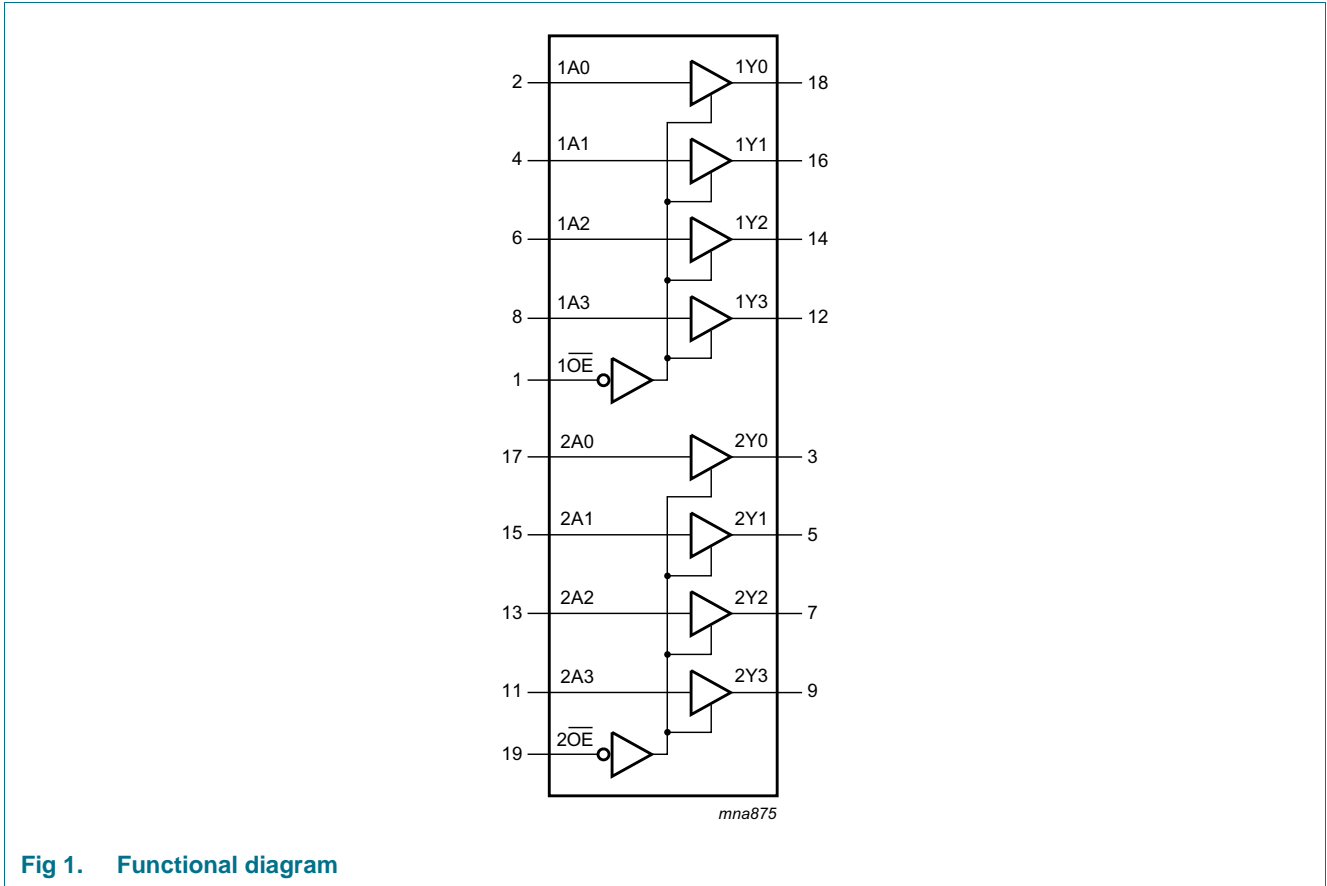 2 1A0 1Y0 18
4 1A1 1Y1 16
6 1A2 1Y2 14
8 1A3 1Y3 12
1 1O̅E̅
17 2A0 2Y0 3
15 2A1 2Y1 5
13 2A2 2Y2 7
11 2A3 2Y3 9
19 2O̅E̅
mna875
Fig 1. Functional diagram